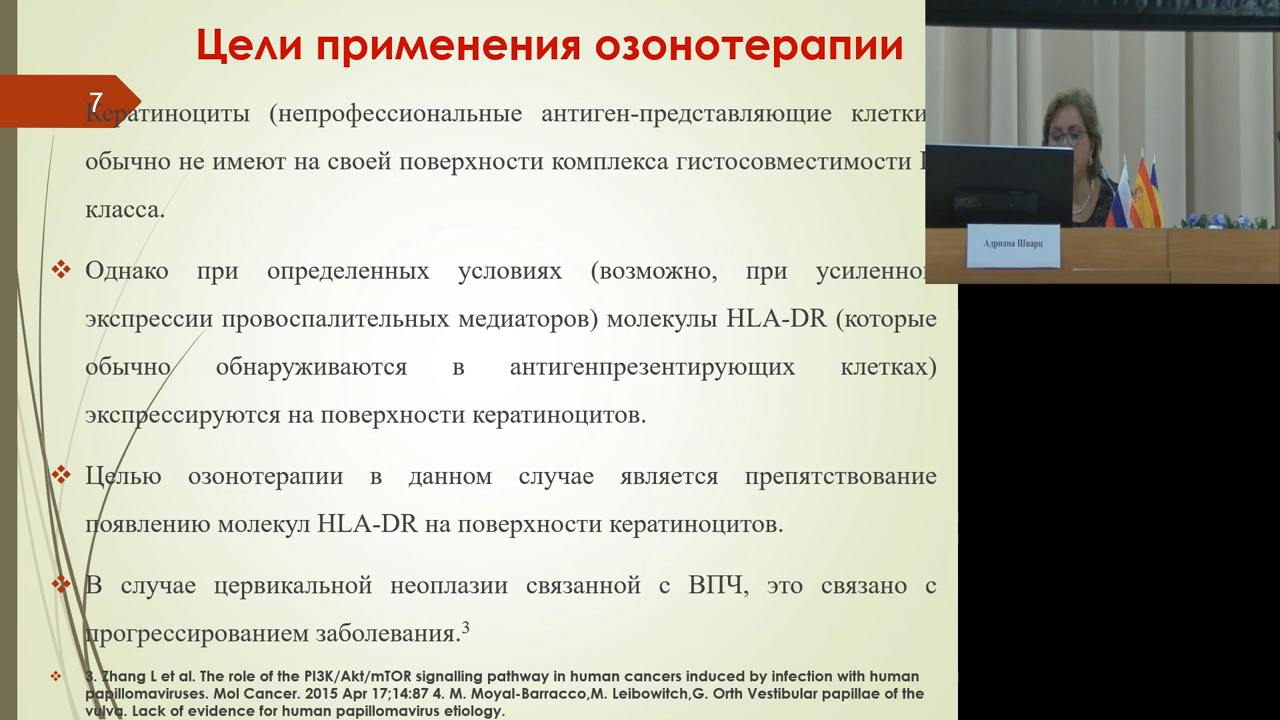 Цели применения озонотерапии
7
Кератиноциты (непрофессиональные антиген-представляющие клетки
обычно не имеют на своей поверхности комплекса гистосовместимости
класса.
Однако при определенных условиях (возможно, при
экспрессии провоспалительных медиаторов) молекулы HLA-DR (которые
обычно обнаруживаются в антигенпрезентирующих клетках)
экспрессируются на поверхности кератиноцитов.
Целью озонотерапии в данном случае является препятствование
появлению молекул HLA-DR на поверхности кератиноцитов.
В случае цервикальной неоплазии связанной с ВПЧ, это связано с
прогрессированием заболевания.³
3. Zhang L et al. The role of the PI3K/Akt/mTOR signalling pathway in human cancers induced by infection with human
papillomaviruses. Mol Cancer. 2015 Apr 17;14:87 4. M. Moyal-Barracco,M. Leibowitch,G. Orth Vestibular papillae of the
vulva. Lack of evidence for human papillomavirus etiology.
Адриана Шварц